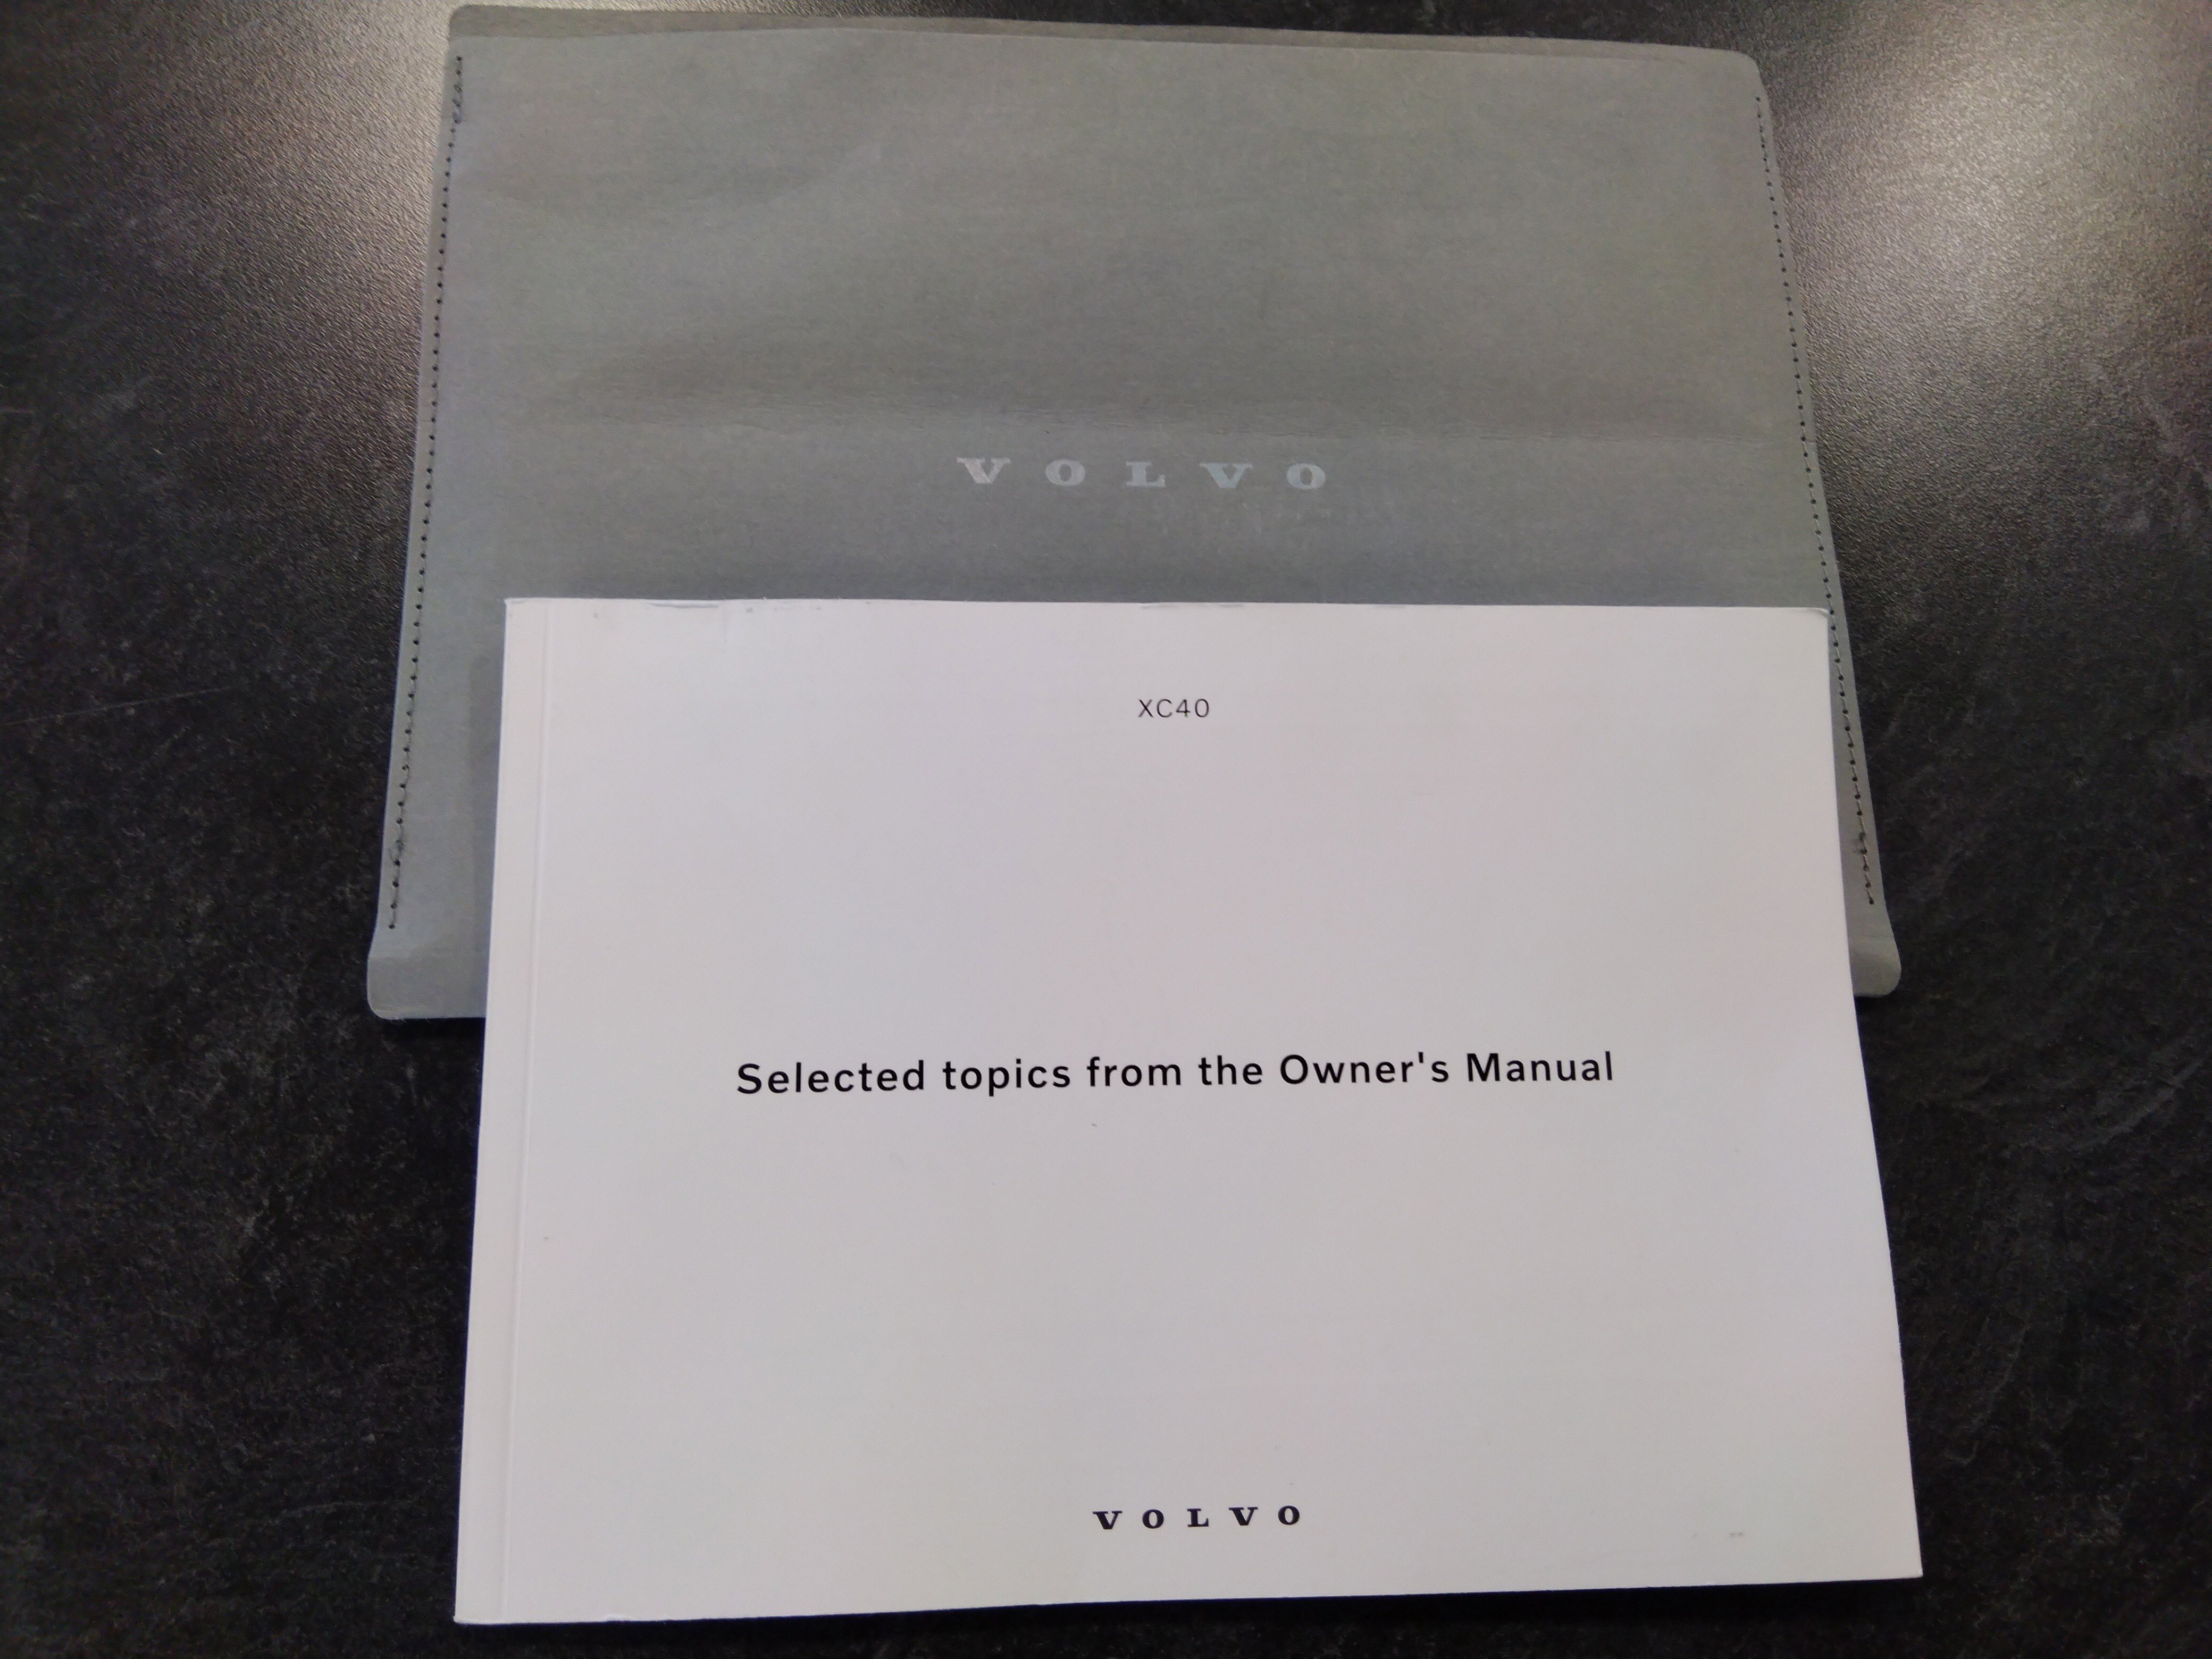 VOLVO
XC40
Selected topics from the Owner's Manual
VOLVO